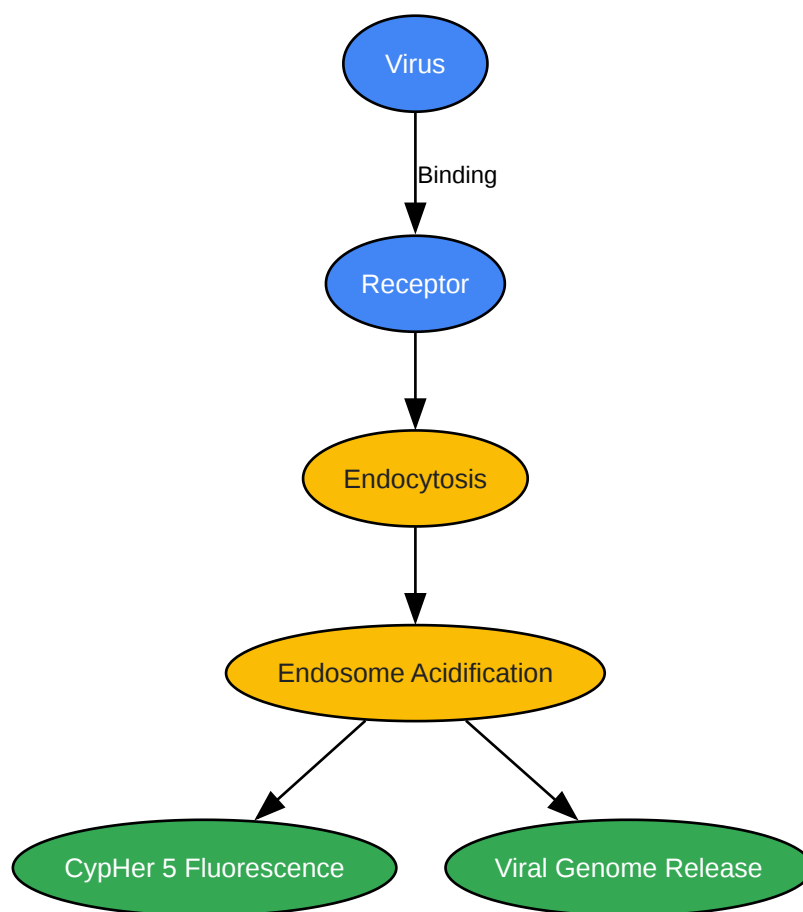 Virus
Binding
Receptor
Endocytosis
Endosome Acidification
CypHer 5 Fluorescence
Viral Genome Release